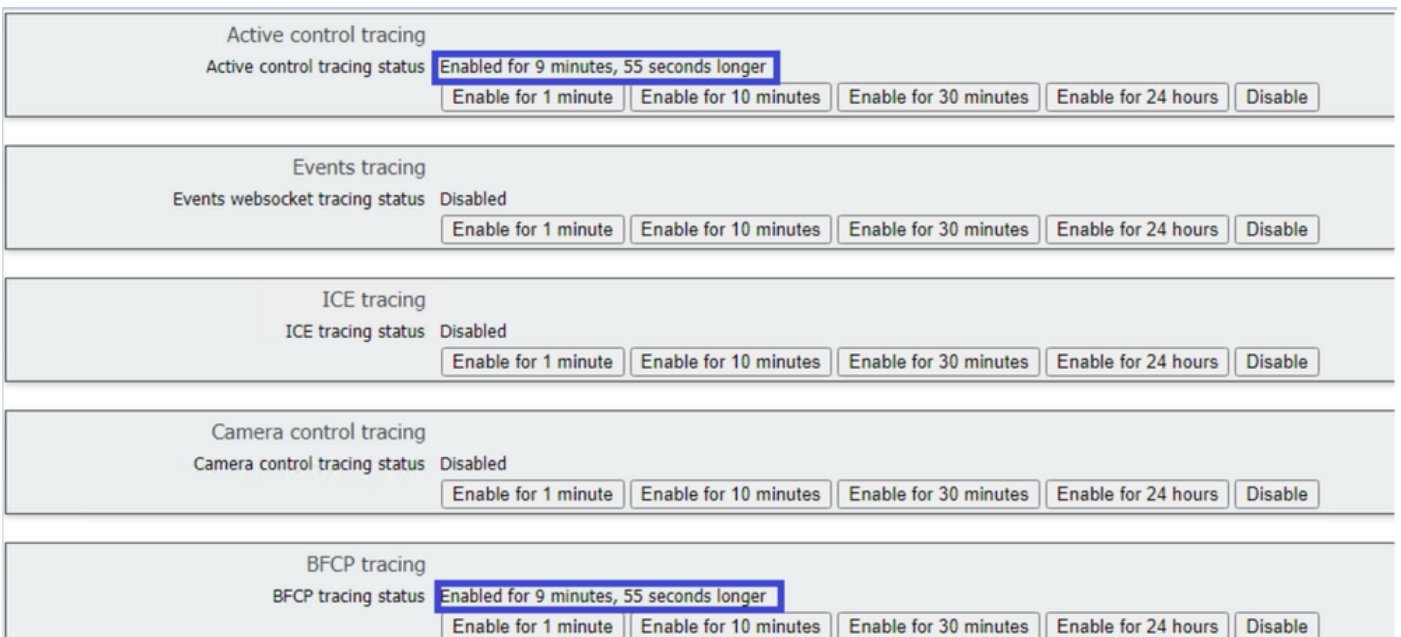 Active control tracing
Active control tracing status Enabled for 9 minutes, 55 seconds longer
Enable for 1 minute Enable for 10 minutes Enable for 30 minutes Enable for 24 hours Disable
Events tracing
Events websocket tracing status Disabled
Enable for 1 minute Enable for 10 minutes Enable for 30 minutes Enable for 24 hours Disable
ICE tracing
ICE tracing status Disabled
Enable for 1 minute Enable for 10 minutes Enable for 30 minutes Enable for 24 hours Disable
Camera control tracing
Camera control tracing status Disabled
Enable for 1 minute Enable for 10 minutes Enable for 30 minutes Enable for 24 hours Disable
BFCP tracing
BFCP tracing status Enabled for 9 minutes, 55 seconds longer
Enable for 1 minute Enable for 10 minutes Enable for 30 minutes Enable for 24 hours Disable